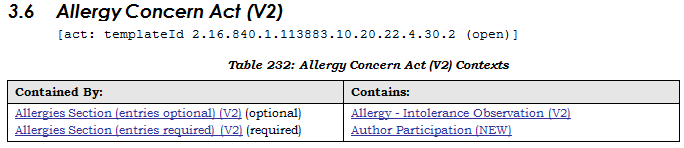 3.6 Allergy Concern Act (V2)
[act: templateId 2.16.840.1.113883.10.20.22.4.30.2 (open)]
Table 232: Allergy Concern Act (V2) Contexts
Contained By: Contains:
Allergies Section (entries optional) (V2) (optional) Allergy - Intolerance Observation (V2)
Allergies Section (entries required) (V2) (required) Author Participation (NEW)